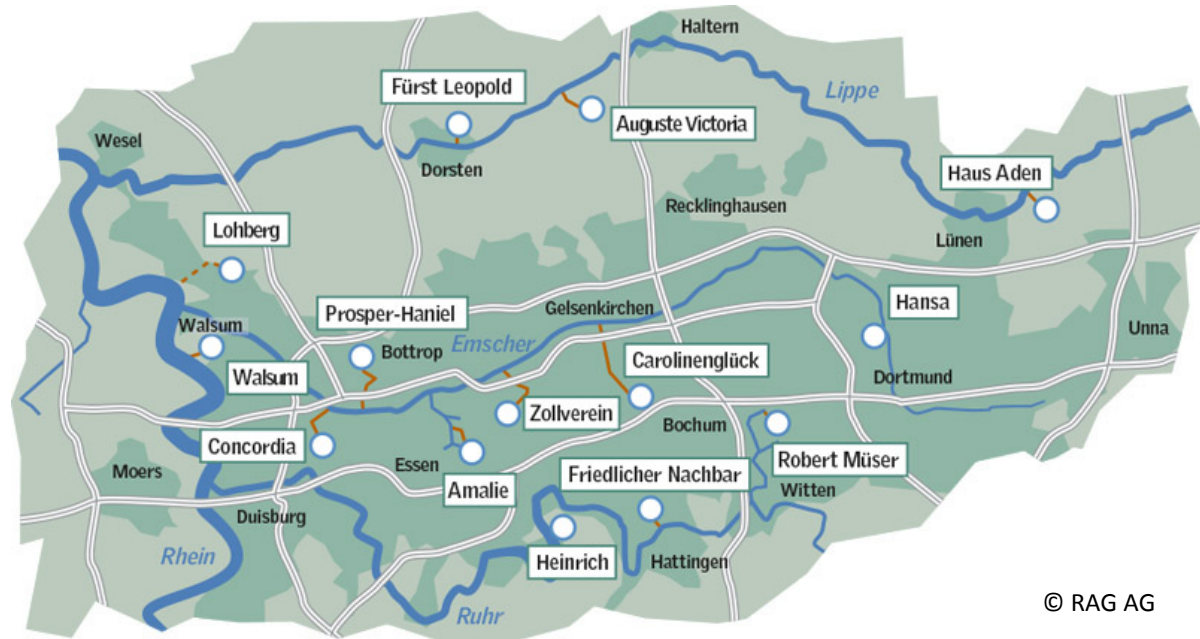 Haltern
Fürst Leopold
Lippe
Auguste Victoria
Wesel
Dorsten
Haus Aden
Recklinghausen
Lohberg
Lünen
Prosper-Haniel
Gelsenkirchen
Hansa
Walsum
Emscher
Unna
Bottrop
Carolinenglück
Walsum
Dortmund
Zollverein
Concordia
Bochum
Moers
Essen
Friedlicher Nachbar
Robert Müser
Amalie
Witten
Duisburg
Rhein
Heinrich
Hattingen
Ruhr
© RAG AG